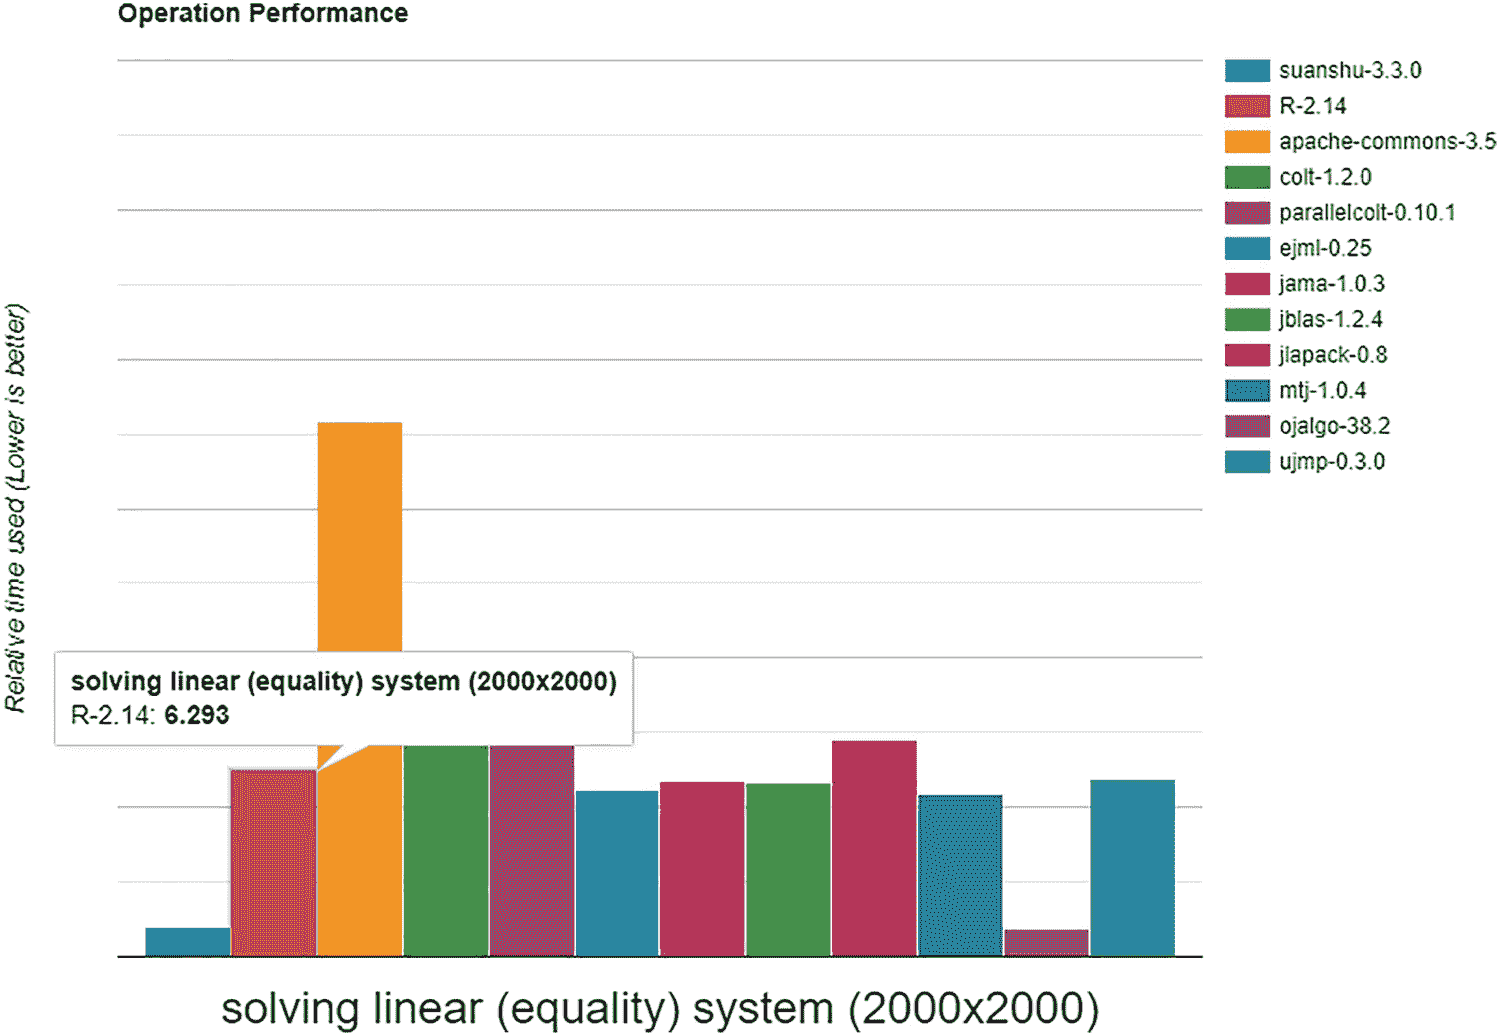 Operation Performance
Relative time used (Lower is better)
suanshu-3.3.0
R-2.14
apache-commons-3.5
colt-1.2.0
parallelcolt-0.10.1
ejml-0.25
jama-1.0.3
jblas-1.2.4
jlapack-0.8
mtj-1.0.4
ojalgo-38.2
ujmp-0.3.0
solving linear (equality) system (2000x2000)
R-2.14: 6.293
solving linear (equality) system (2000x2000)